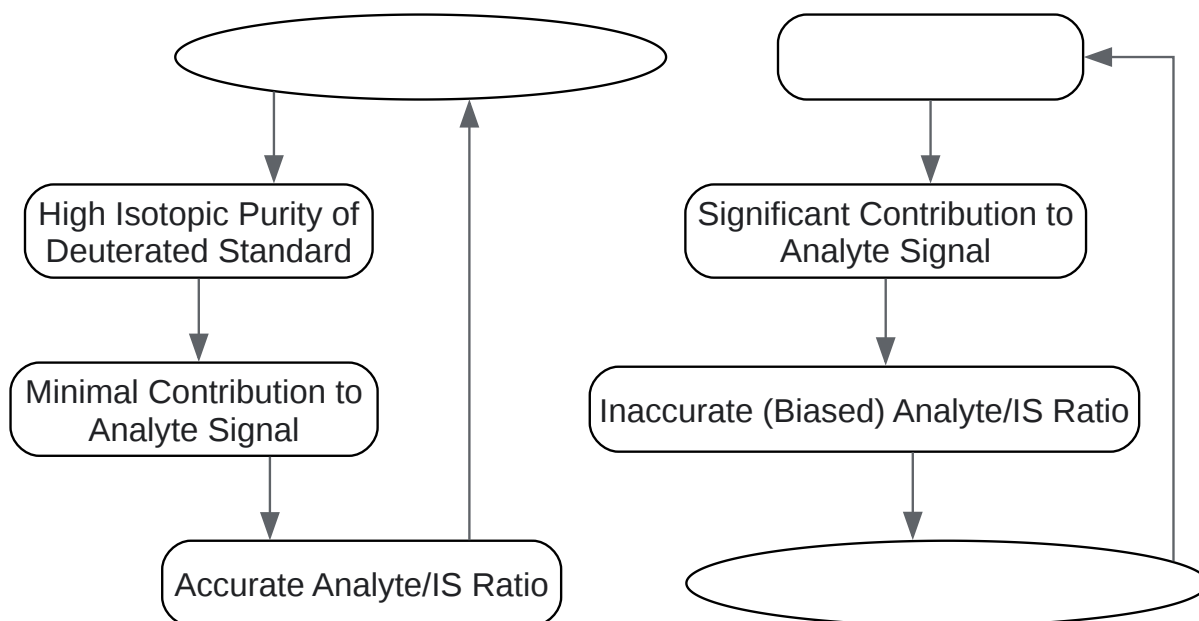 High Isotopic Purity of
Deuterated Standard
Minimal Contribution to
Analyte Signal
Accurate Analyte/IS Ratio
Significant Contribution to
Analyte Signal
Inaccurate (Biased) Analyte/IS Ratio